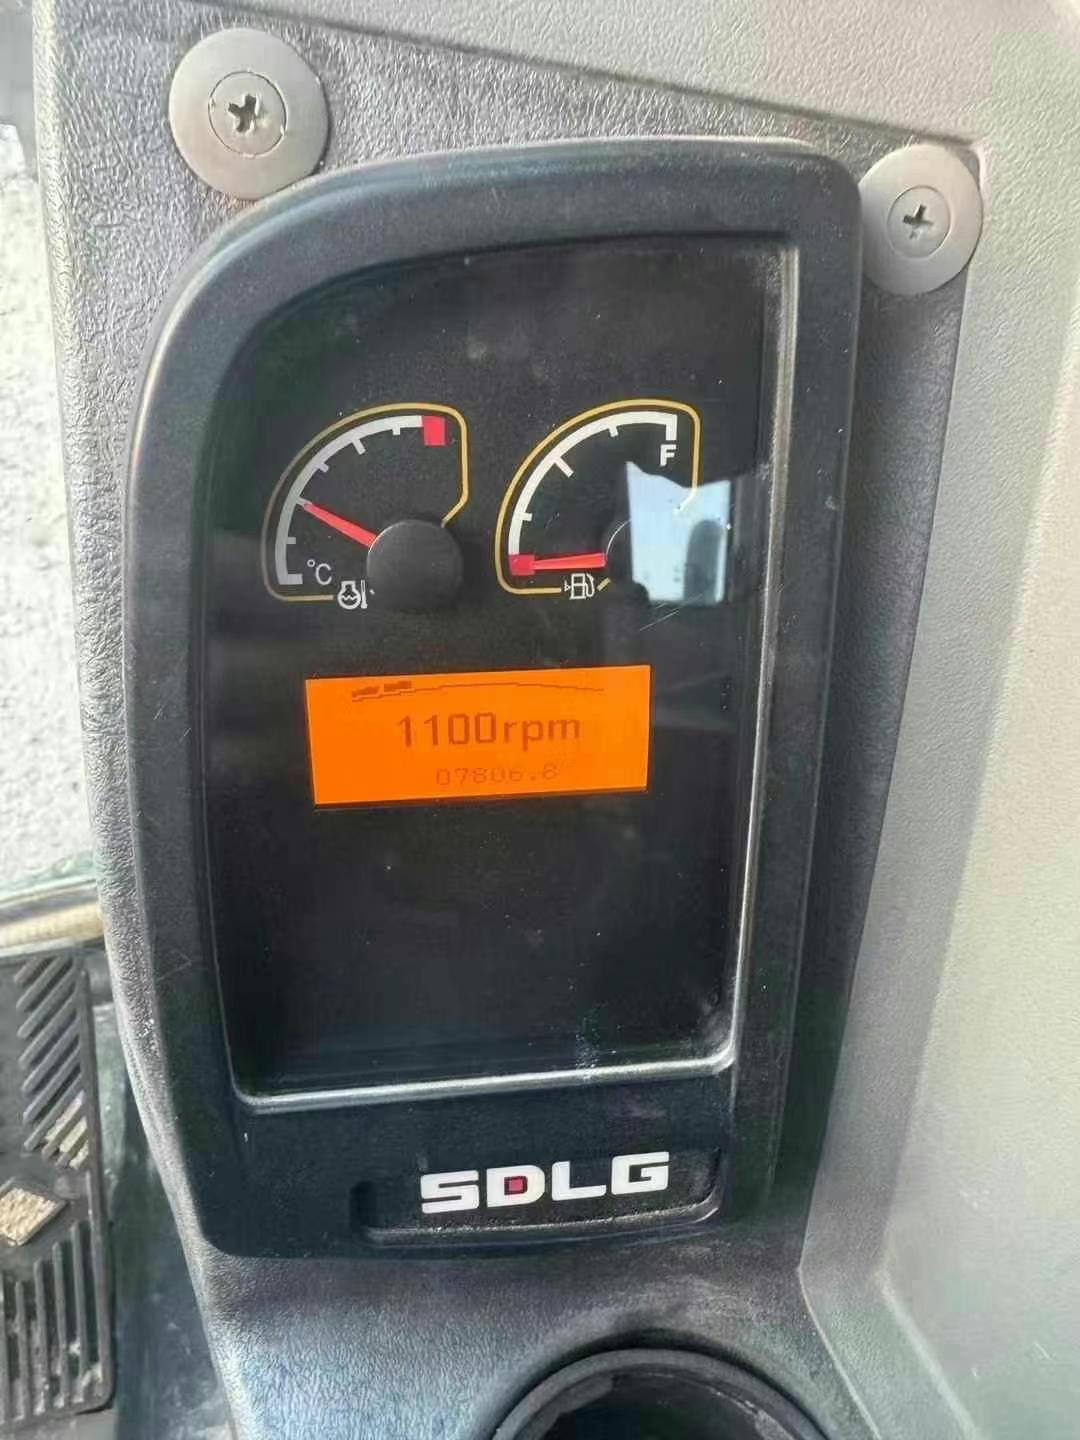 °C
F
1100rpm
07806.8
SDLG